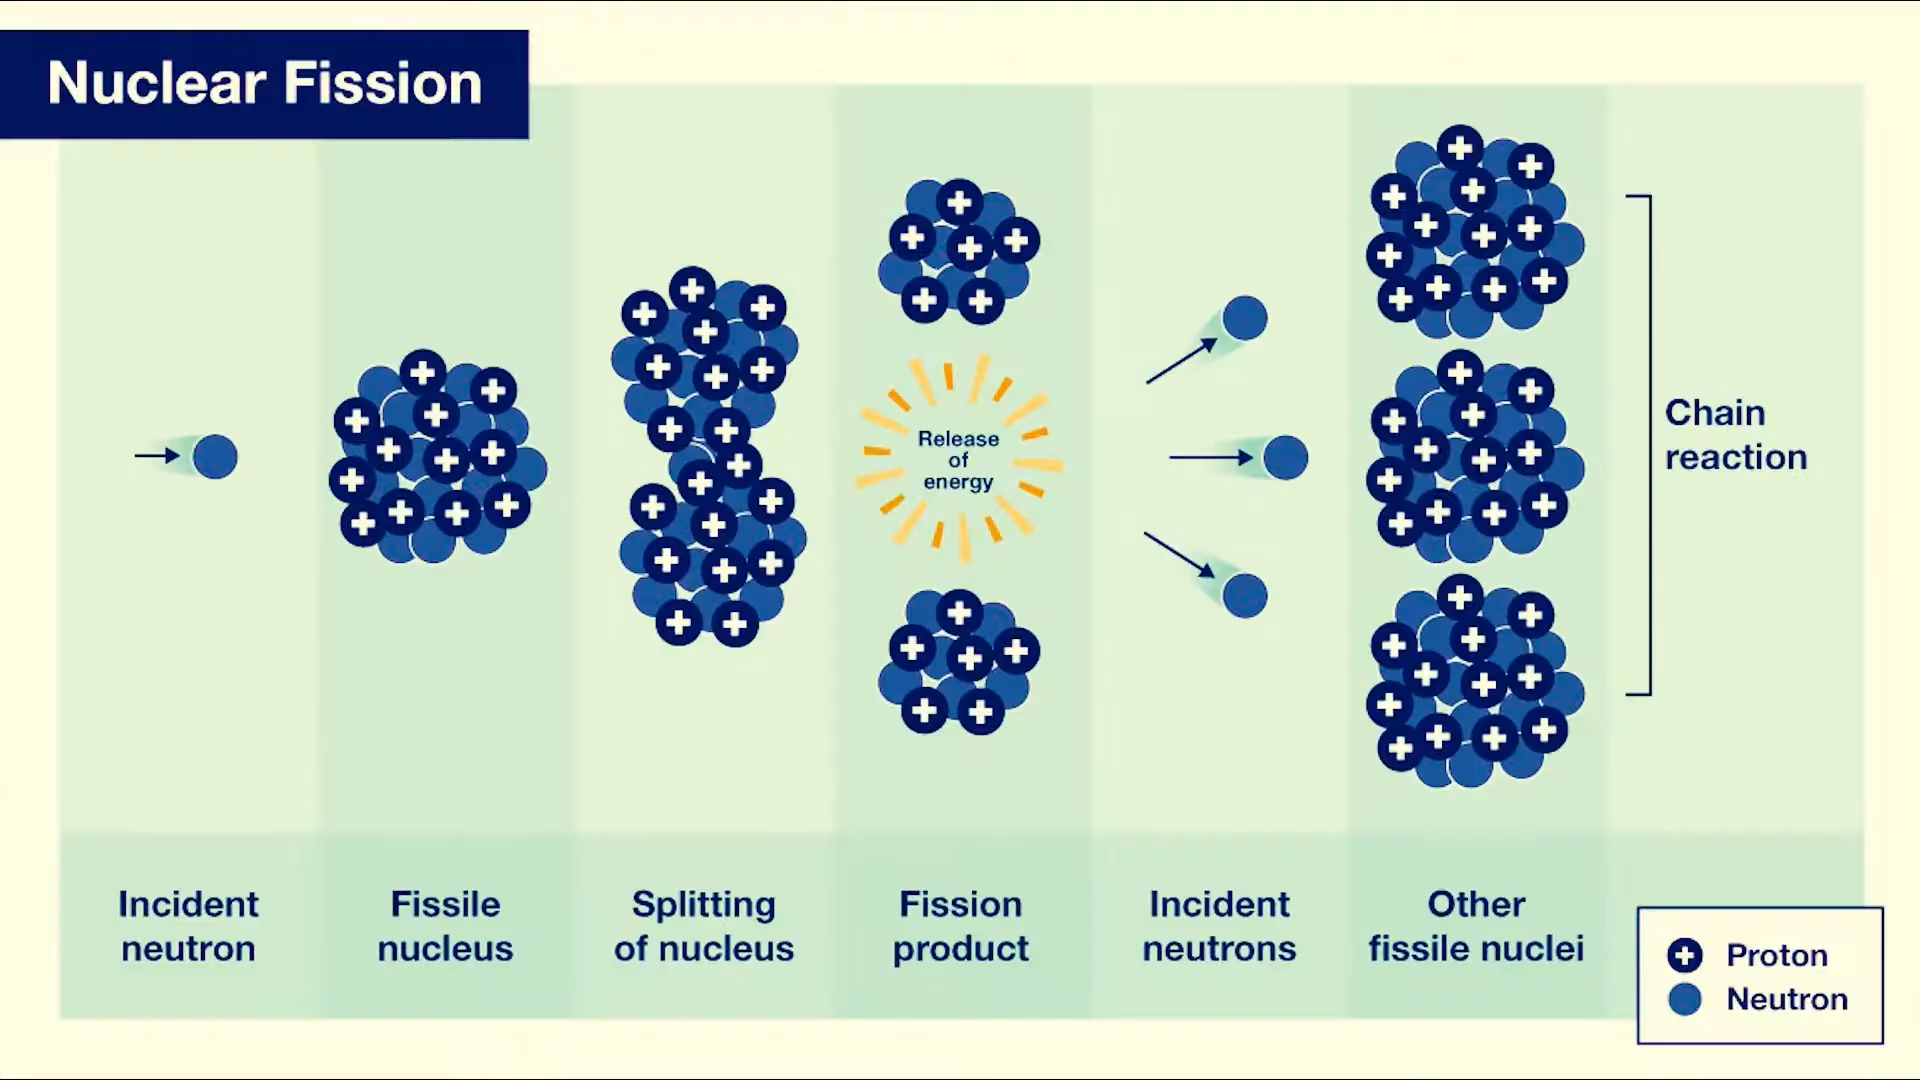 Nuclear Fission
Release
of
energy
Chain
reaction
Incident
neutron
Fissile
nucleus
Splitting
of nucleus
Fission
product
Incident
neutrons
Other
fissile nuclei
Proton
Neutron